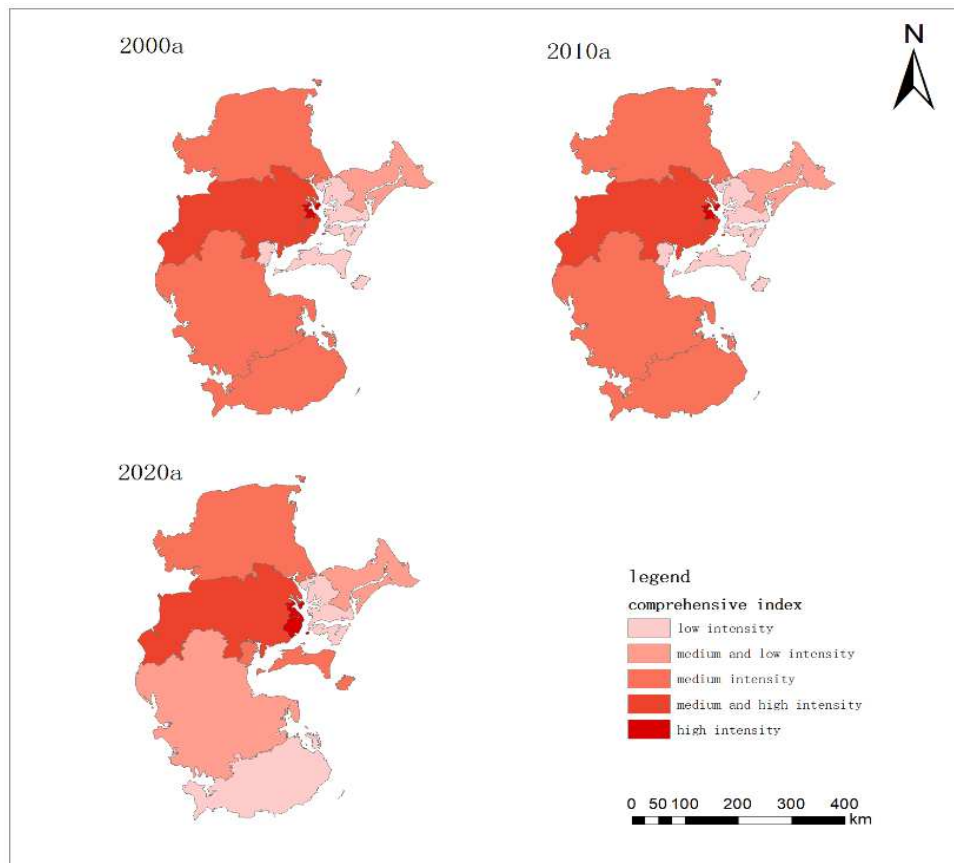 2000a
2010a
N
2020a
legend
comprehensive index
low intensity
medium and low intensity
medium intensity
medium and high intensity
high intensity
0 50 100 200 300 400
km